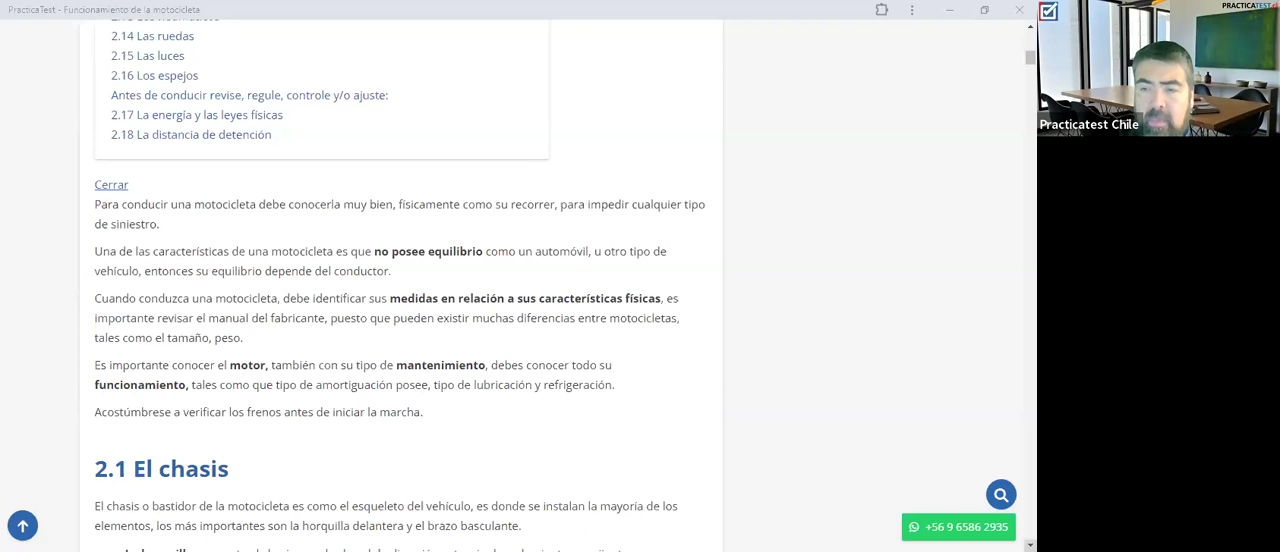 PracticaTest - Funcionamiento de la motocicleta
2.14 Las ruedas
2.15 Las luces
2.16 Los espejos
Antes de conducir revise, regule, controle y/o ajuste:
2.17 La energía y las leyes físicas
2.18 La distancia de detención
Cerrar
Para conducir una motocicleta debe conocerla muy bien, físicamente como su recorrer, para impedir cualquier tipo
de siniestro.
Una de las características de una motocicleta es que no posee equilibrio como un automóvil, u otro tipo de
vehículo, entonces su equilibrio depende del conductor.
Cuando conduzca una motocicleta, debe identificar sus medidas en relación a sus características físicas, es
importante revisar el manual del fabricante, puesto que pueden existir muchas diferencias entre motocicletas,
tales como el tamaño, peso.
Es importante conocer el motor, también con su tipo de mantenimiento, debes conocer todo su
funcionamiento, tales como que tipo de amortiguación posee, tipo de lubricación y refrigeración.
Acostúmbrese a verificar los frenos antes de iniciar la marcha.
2.1 El chasis
El chasis o bastidor de la motocicleta es como el esqueleto del vehículo, es donde se instalan la mayoría de los
elementos, los más importantes son la horquilla delantera y el brazo basculante.
+56 9 6586 2935
PRACTICATEST.cl
Practicatest Chile